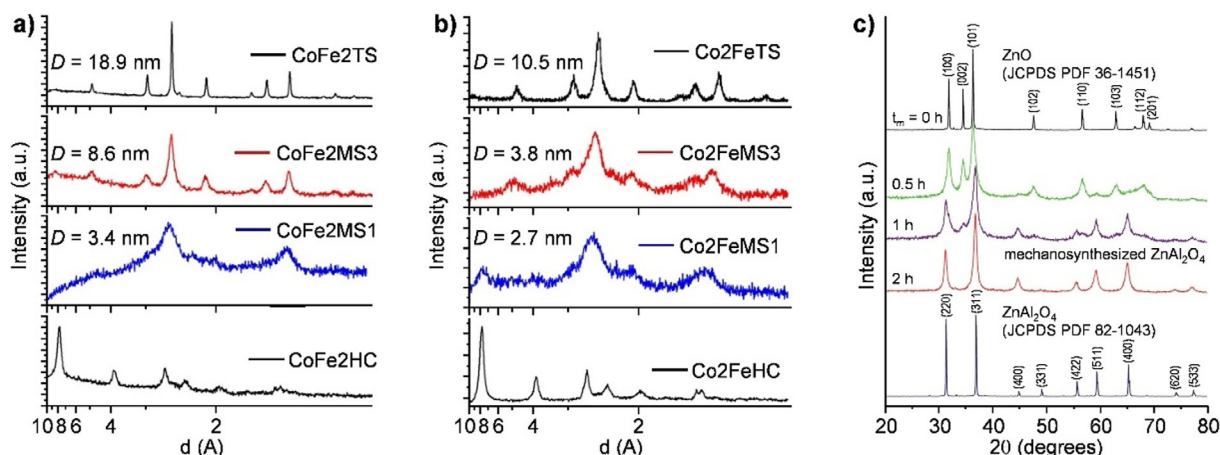 a)
D = 18.9 nm
CoFe2TS
D = 8.6 nm
CoFe2MS3
D = 3.4 nm
CoFe2MS1
CoFe2HC
Intensity (a.u.)
10 8 6 4 2
d (A)
b)
D = 10.5 nm
Co2FeTS
D = 3.8 nm
Co2FeMS3
D = 2.7 nm
Co2FeMS1
Co2FeHC
Intensity (a.u.)
10 8 6 4 2
d (A)
c)
ZnO
(JCPDS PDF 36-1451)
(100)
(002)
(101)
(102)
(110)
(103)
(112)
(201)
tm = 0 h
0.5 h
1 h
mechanosynthesized ZnAl2O4
2 h
ZnAl2O4
(JCPDS PDF 82-1043)
(220)
(311)
(400)
(331)
(422)
(511)
(400)
(620)
(533)
Intensity (a.u.)
20 30 40 50 60 70 80
2θ (degrees)